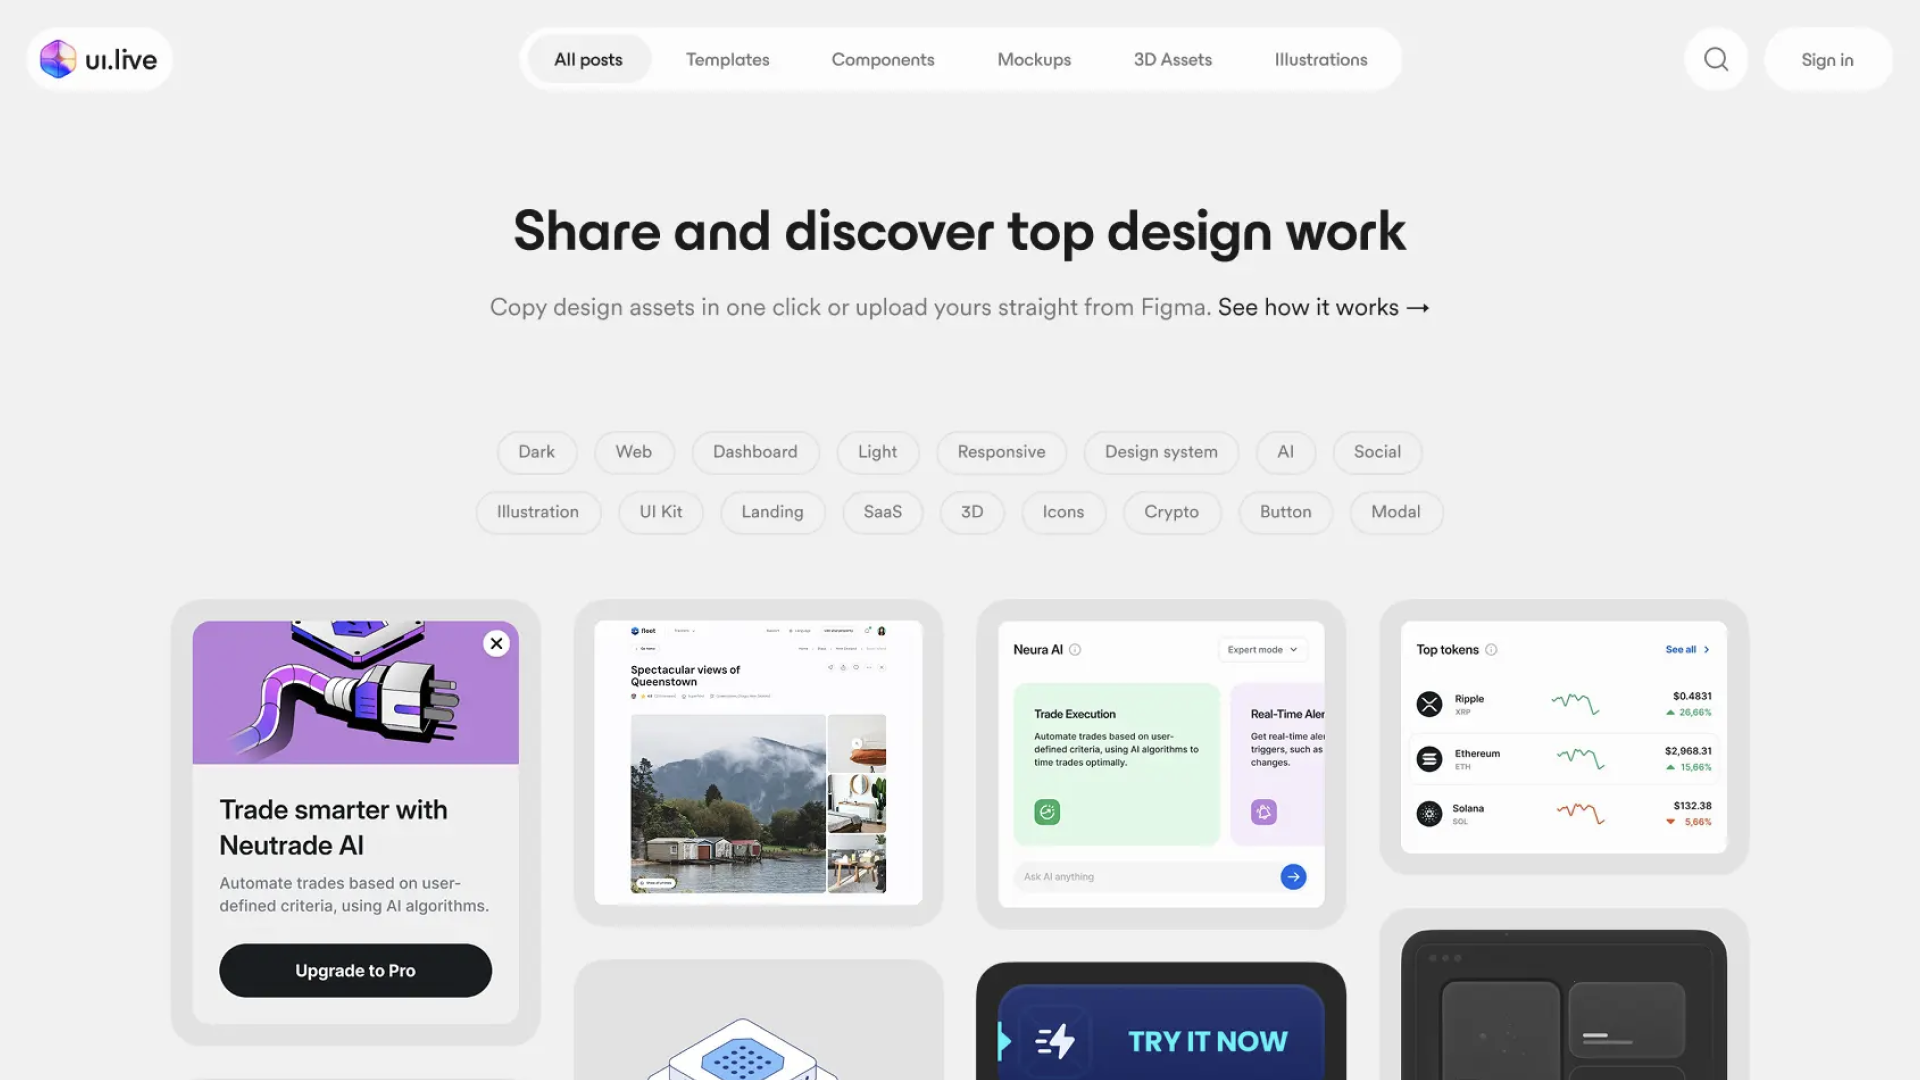 ui.live
All posts
Templates
Components
Mockups
3D Assets
Illustrations
Sign in
Share and discover top design work
Copy design assets in one click or upload yours straight from Figma. See how it works →
Dark
Web
Dashboard
Light
Responsive
Design system
AI
Social
Illustration
UI Kit
Landing
SaaS
3D
Icons
Crypto
Button
Modal
Trade smarter with
Neutrade AI
Automate trades based on user-
defined criteria, using AI algorithms.
Upgrade to Pro
fleet
Spectacular views of
Queenstown
Neura AI
Expert mode
Trade Execution
Automate trades based on user-
defined criteria, using AI algorithms to
time trades optimally.
Real-Time Aler
Get real-time aler
triggers, such as
changes.
Ask AI anything
Top tokens
See all
Ripple
XRP
$0.4831
26,66%
Ethereum
ETH
$2,968.31
15,66%
Solana
SOL
$132.38
5,66%
TRY IT NOW